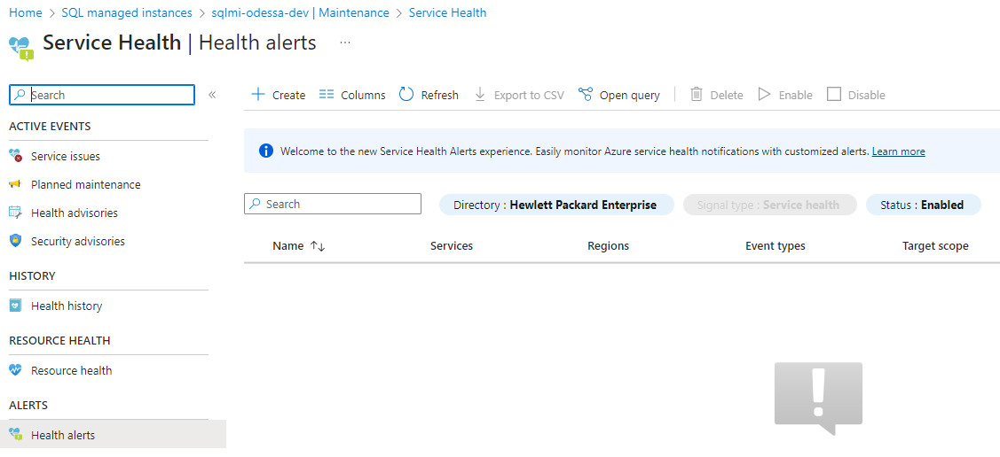 Home > SQL managed instances > sqlmi-odessa-dev | Maintenance > Service Health
Service Health | Health alerts ...
Search «
ACTIVE EVENTS
Service issues
Planned maintenance
Health advisories
Security advisories
HISTORY
Health history
RESOURCE HEALTH
Resource health
ALERTS
Health alerts
Create Columns Refresh Export to CSV Open query Delete Enable Disable
Welcome to the new Service Health Alerts experience. Easily monitor Azure service health notifications with customized alerts. Learn more
Search Directory : Hewlett Packard Enterprise Signal type : Service health Status : Enabled
Name ↑↓ Services Regions Event types Target scope